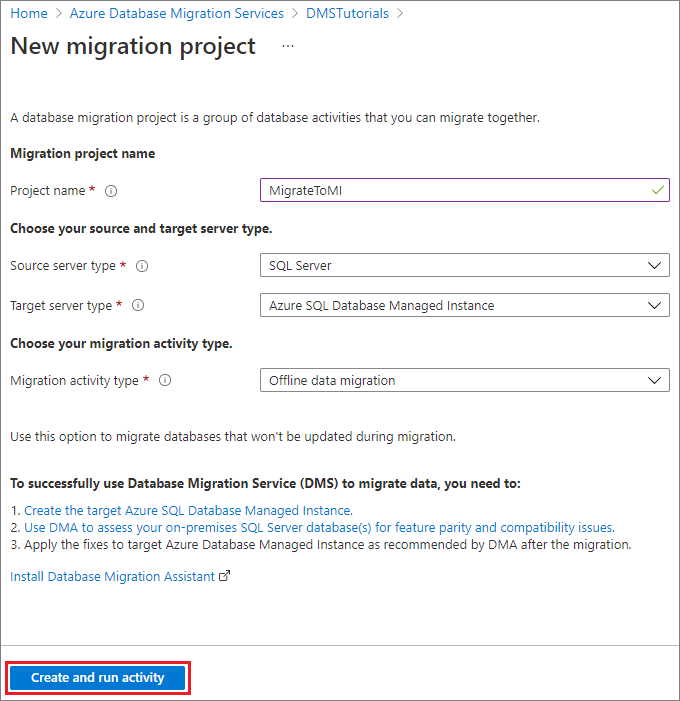 Home > Azure Database Migration Services > DMSTutorials >
New migration project ...
A database migration project is a group of database activities that you can migrate together.
Migration project name
Project name * MigrateToMI
Choose your source and target server type.
Source server type * SQL Server
Target server type * Azure SQL Database Managed Instance
Choose your migration activity type.
Migration activity type * Offline data migration
Use this option to migrate databases that won't be updated during migration.
To successfully use Database Migration Service (DMS) to migrate data, you need to:
1. Create the target Azure SQL Database Managed Instance.
2. Use DMA to assess your on-premises SQL Server database(s) for feature parity and compatibility issues.
3. Apply the fixes to target Azure Database Managed Instance as recommended by DMA after the migration.
Install Database Migration Assistant
Create and run activity